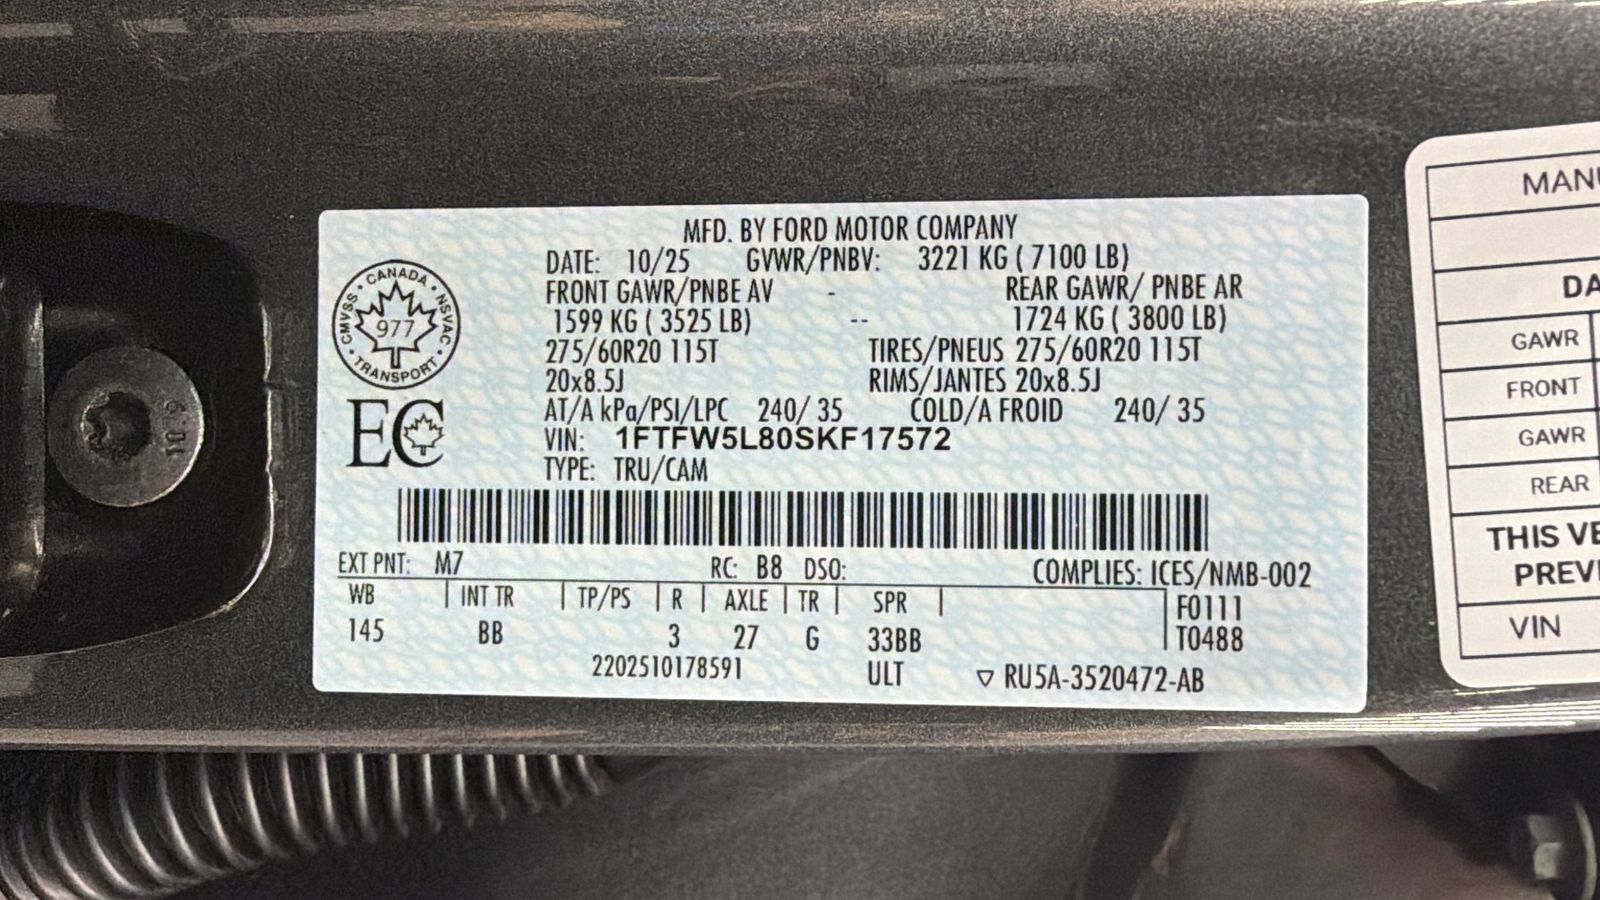 MFD. BY FORD MOTOR COMPANY
DATE: 10/25 GVWR/PNBV: 3221 KG ( 7100 LB)
FRONT GAWR/PNBE AV - REAR GAWR/ PNBE AR
1599 KG ( 3525 LB) -- 1724 KG ( 3800 LB)
275/60R20 115T TIRES/PNEUS 275/60R20 115T
20x8.5J RIMS/JANTES 20x8.5J
AT/A kPa/PSI/LPC 240/ 35 COLD/A FROID 240/ 35
VIN: 1FTFW5L80SKF17572
TYPE: TRU/CAM
CANADA
CMVSS NSVAC
977
TRANSPORT
EC
EXT PNT: M7 RC: B8 DSO: COMPLIES: ICES/NMB-002
WB INT TR TP/PS R AXLE TR SPR F0111
145 BB 3 27 G 33BB T0488
2202510178591 ULT ▽ RU5A-3520472-AB
10.9
MANU
DA
GAWR
FRONT
GAWR
REAR
THIS VE
PREVI
VIN